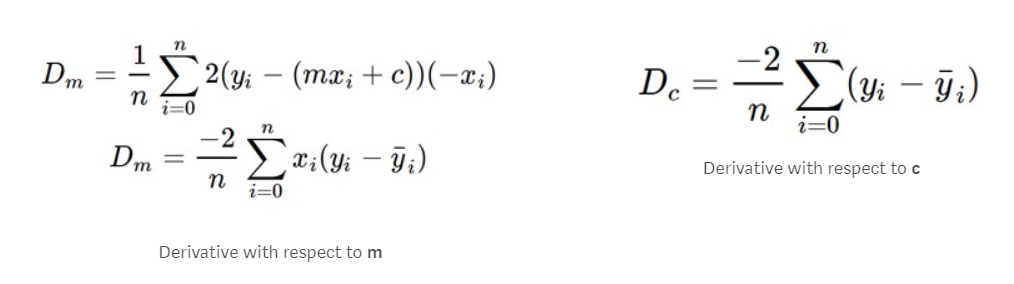 D_m = \frac{1}{n} \sum_{i=0}^{n} 2(y_i - (mx_i + c))(-x_i)
D_m = \frac{-2}{n} \sum_{i=0}^{n} x_i(y_i - \bar{y}_i)
Derivative with respect to m
D_c = \frac{-2}{n} \sum_{i=0}^{n} (y_i - \bar{y}_i)
Derivative with respect to c